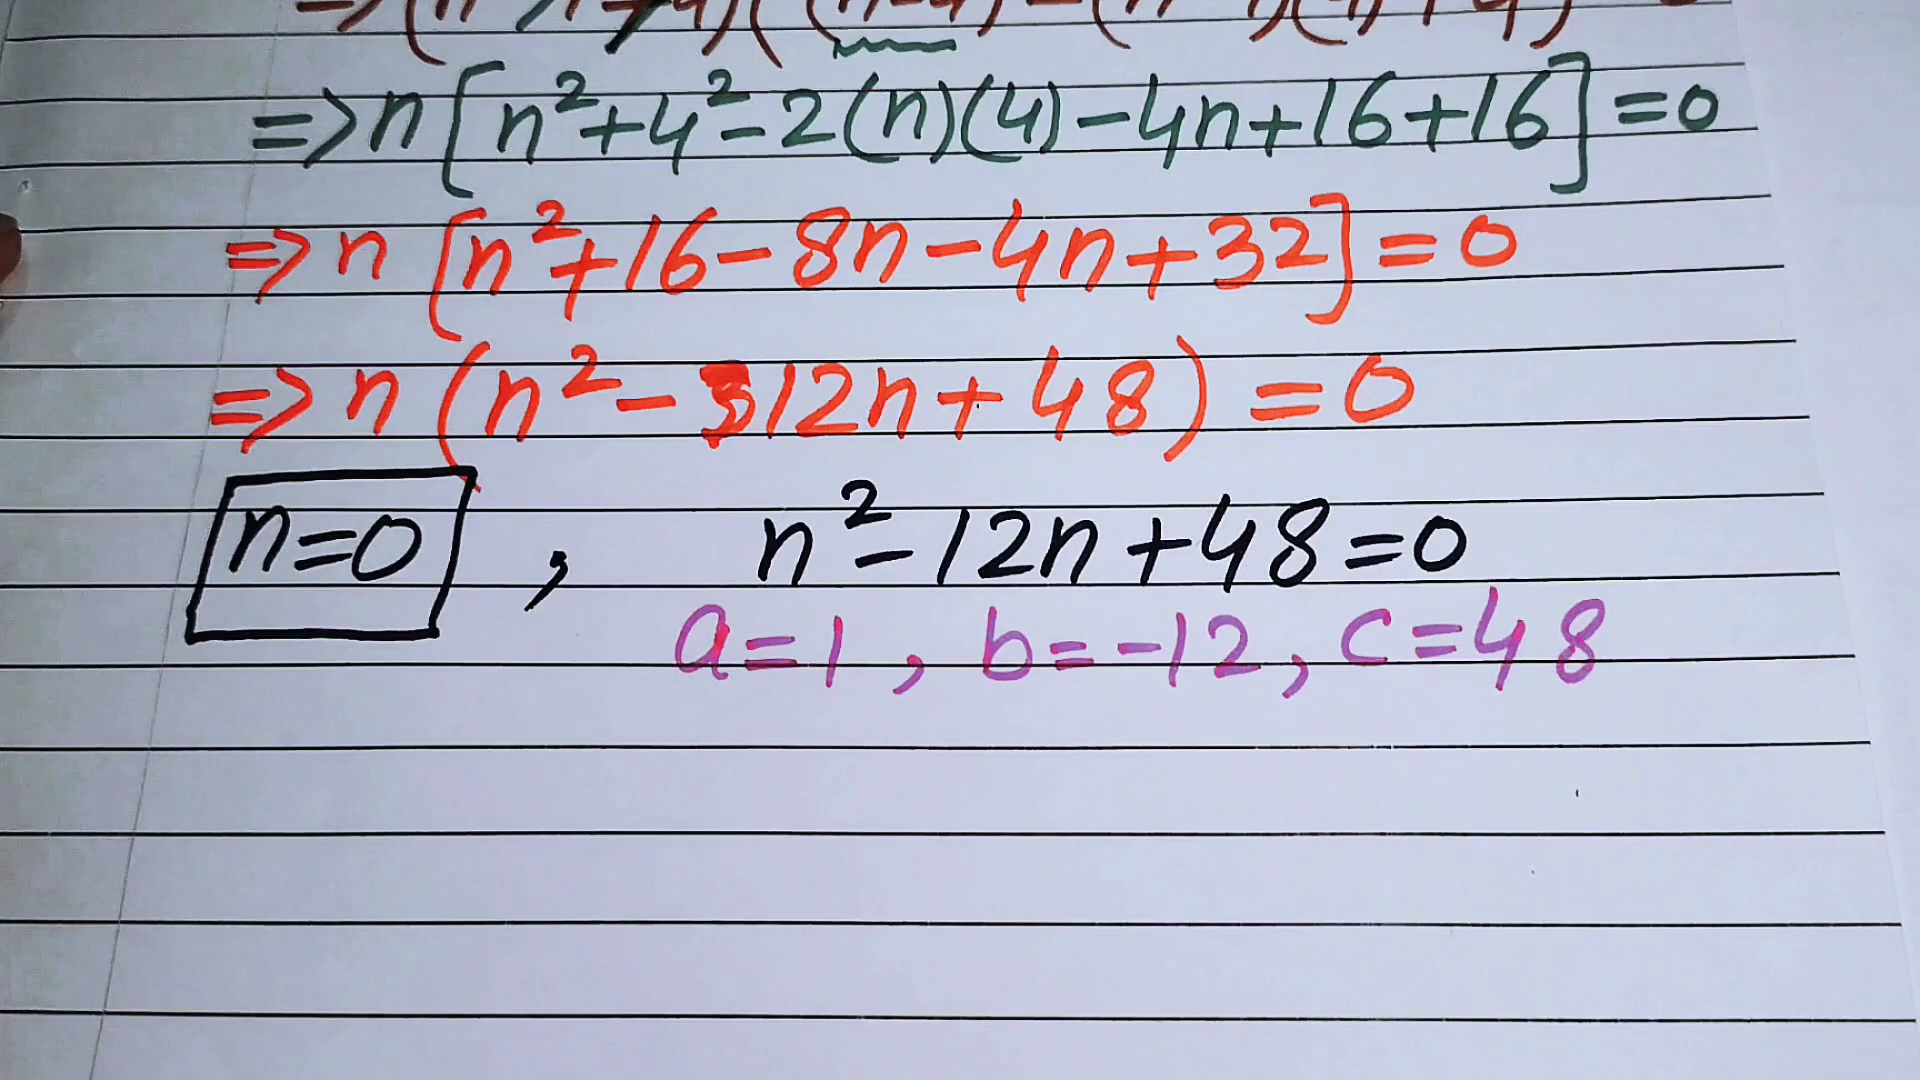 =>n[n²+4²-2(n)(4)-4n+16+16]=0
=>n[n²+16-8n-4n+32]=0
=>n(n²-12n+48)=0
n=0, n²-12n+48=0
a=1, b=-12, c=48